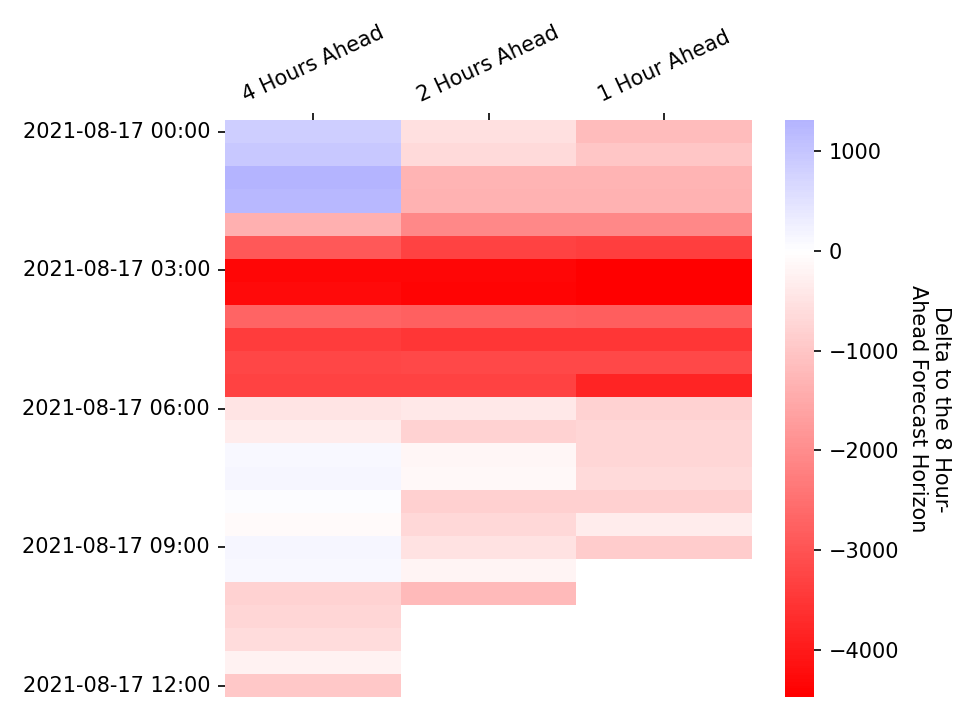 4 Hours Ahead
2 Hours Ahead
1 Hour Ahead
2021-08-17 00:00
2021-08-17 03:00
2021-08-17 06:00
2021-08-17 09:00
2021-08-17 12:00
1000
0
−1000
−2000
−3000
−4000
Delta to the 8 Hour-
Ahead Forecast Horizon